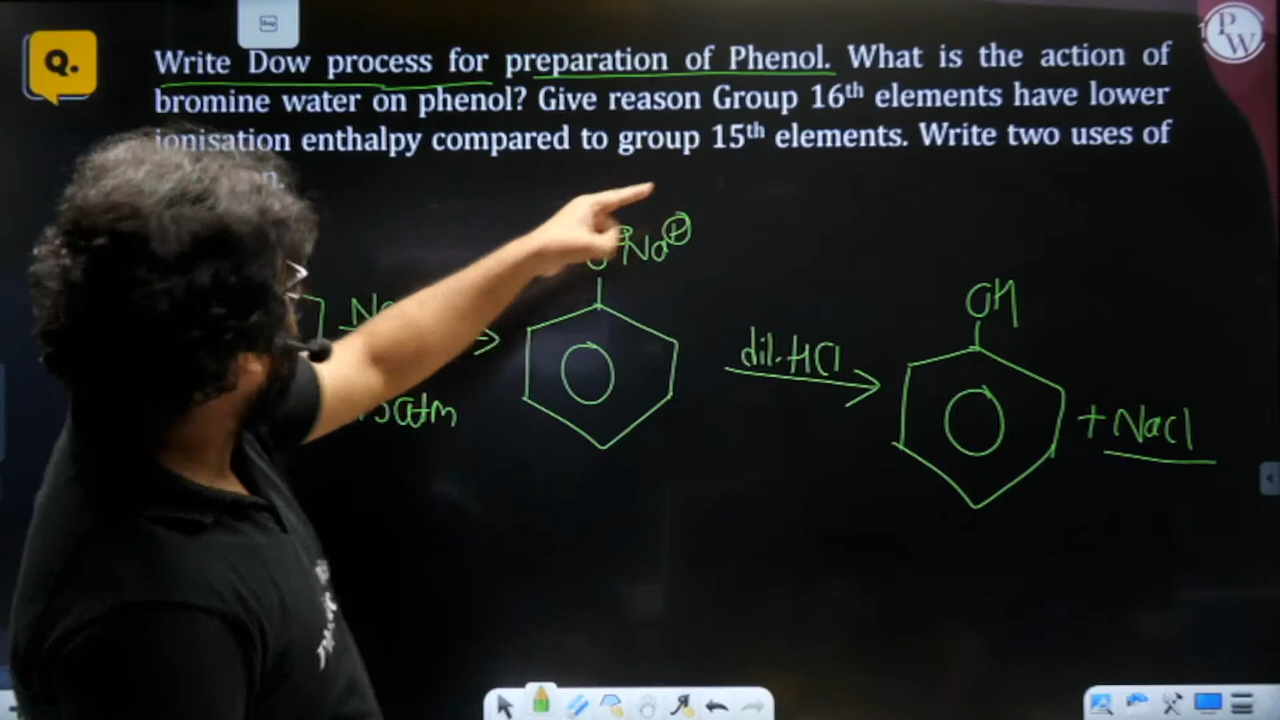 Q.
Write Dow process for preparation of Phenol. What is the action of
bromine water on phenol? Give reason Group 16th elements have lower
ionisation enthalpy compared to group 15th elements. Write two uses of
P W
Na⊕
OH
Na
dil. HCl
atm
+ NaCl